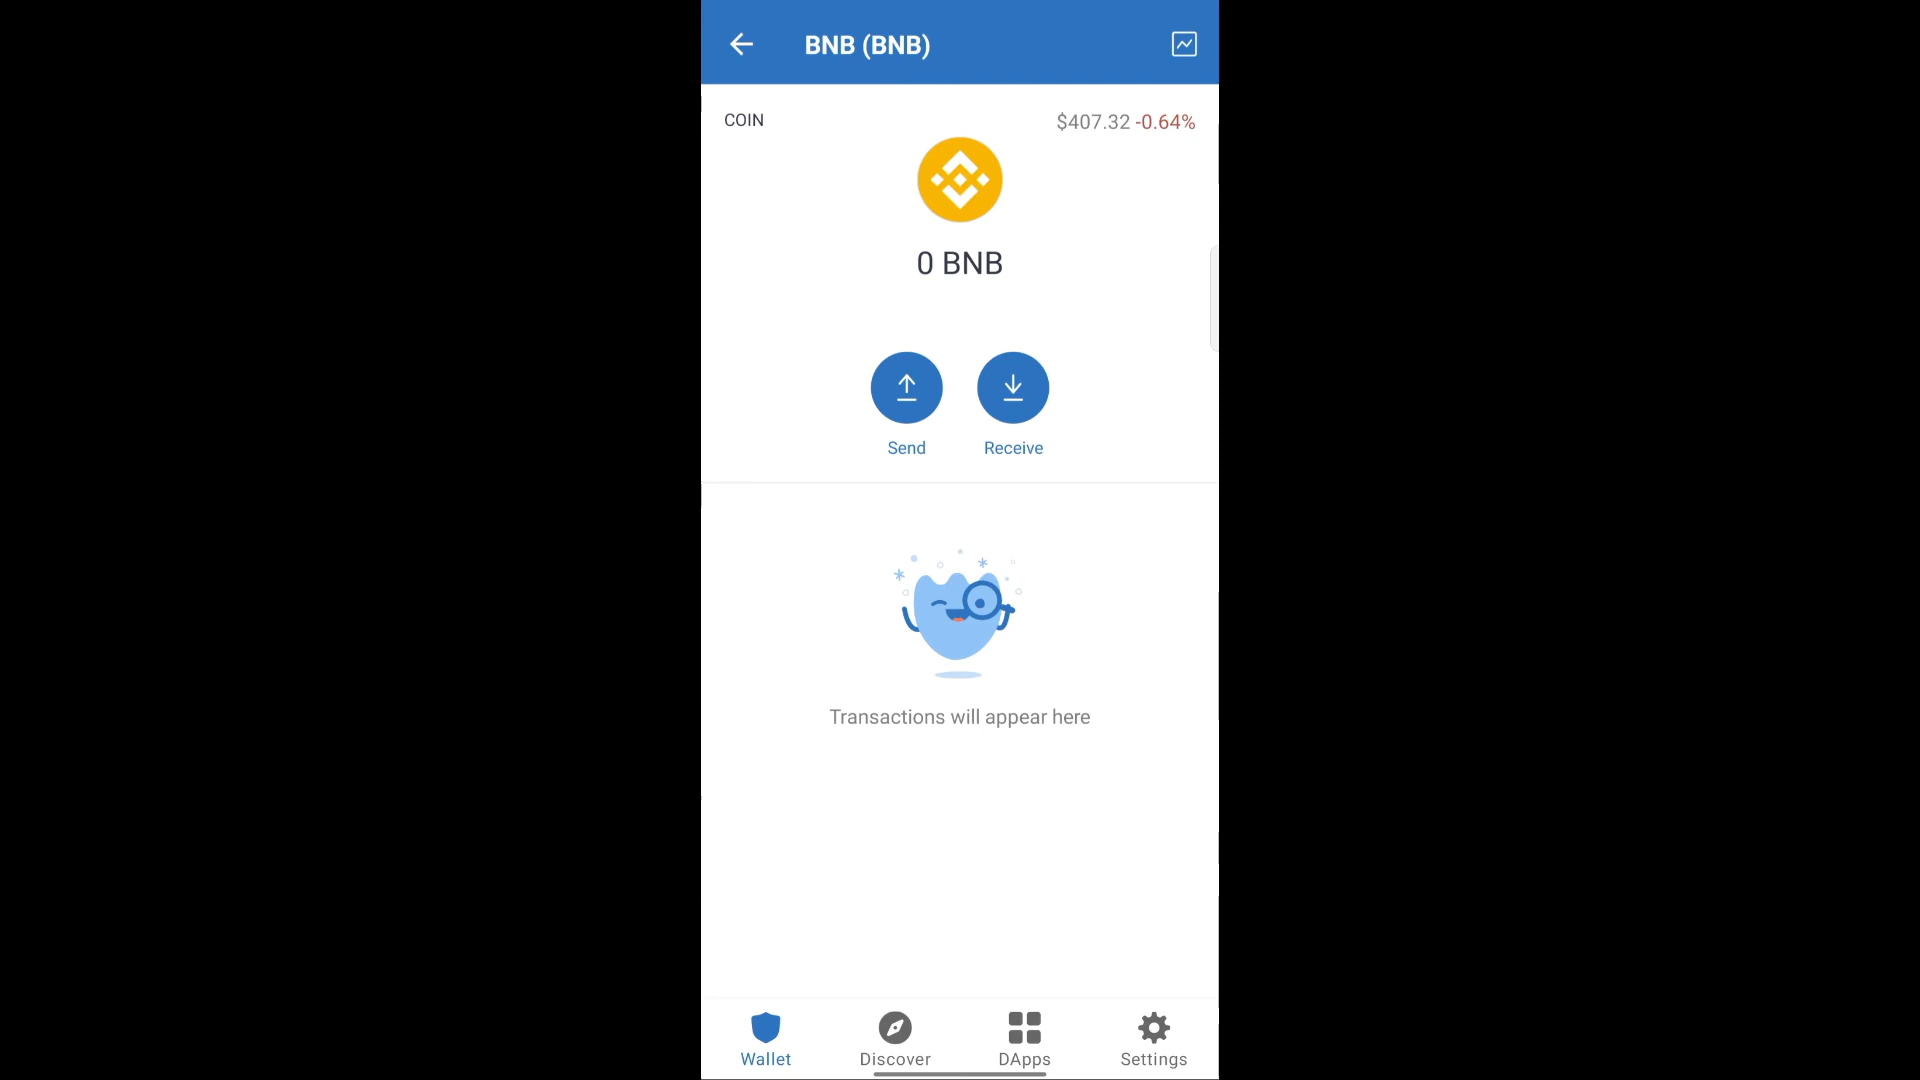 BNB (BNB)
COIN
$407.32 -0.64%
0 BNB
Send
Receive
Transactions will appear here
Wallet
Discover
DApps
Settings